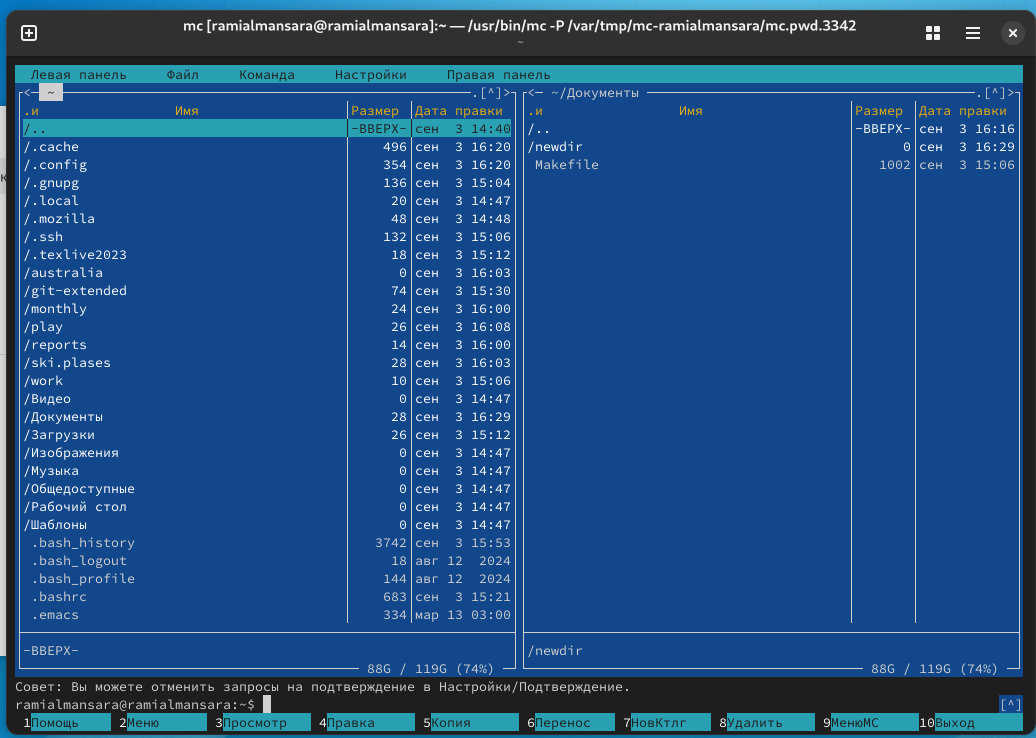 mc [ramialmansara@ramialmansara]:~ — /usr/bin/mc -P /var/tmp/mc-ramialmansara/mc.pwd.3342
~
Левая панель Файл Команда Настройки Правая панель
<─ ~ .[^]>
.и Имя Размер Дата правки
/.. -ВВЕРХ- сен 3 14:40
/.cache 496 сен 3 16:20
/.config 354 сен 3 16:20
/.gnupg 136 сен 3 15:04
/.local 20 сен 3 14:47
/.mozilla 48 сен 3 14:48
/.ssh 132 сен 3 15:06
/.texlive2023 18 сен 3 15:12
/australia 0 сен 3 16:03
/git-extended 74 сен 3 15:30
/monthly 24 сен 3 16:00
/play 26 сен 3 16:08
/reports 14 сен 3 16:00
/ski.plases 28 сен 3 16:03
/work 10 сен 3 15:06
/Видео 0 сен 3 14:47
/Документы 28 сен 3 16:29
/Загрузки 26 сен 3 15:12
/Изображения 0 сен 3 14:47
/Музыка 0 сен 3 14:47
/Общедоступные 0 сен 3 14:47
/Рабочий стол 0 сен 3 14:47
/Шаблоны 0 сен 3 14:47
.bash_history 3742 сен 3 15:53
.bash_logout 18 авг 12 2024
.bash_profile 144 авг 12 2024
.bashrc 683 сен 3 15:21
.emacs 334 мар 13 03:00
-ВВЕРХ-
88G / 119G (74%)
<─ ~/Документы .[^]>
.и Имя Размер Дата правки
/.. -ВВЕРХ- сен 3 16:16
/newdir 0 сен 3 16:29
Makefile 1002 сен 3 15:06
/newdir
88G / 119G (74%)
Совет: Вы можете отменить запросы на подтверждение в Настройки/Подтверждение.
ramialmansara@ramialmansara:~$ [^]
1Помощь 2Меню 3Просмотр 4Правка 5Копия 6Перенос 7НовКтлг 8Удалить 9МенюМС 10Выход